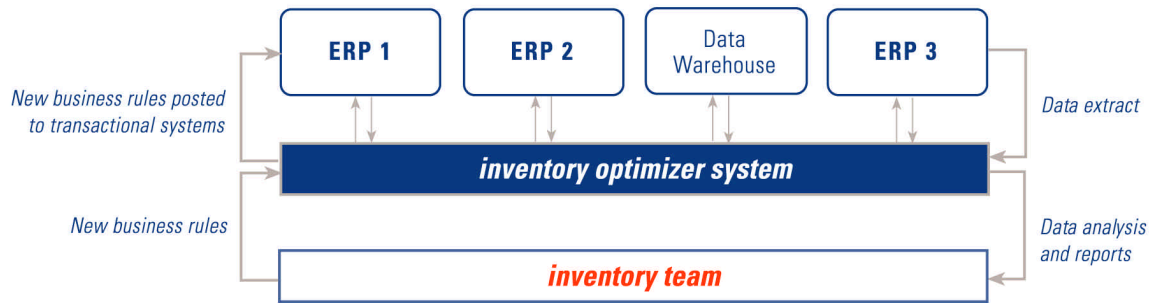 ERP 1
ERP 2
Data
Warehouse
ERP 3
New business rules posted
to transactional systems
Data extract
inventory optimizer system
New business rules
Data analysis
and reports
inventory team